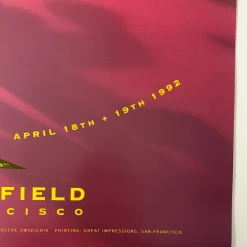 APRIL 18TH + 19TH 1992
FIELD
CISCO
PRINTING: GREAT IMPRESSIONS, SAN FRANCISCO